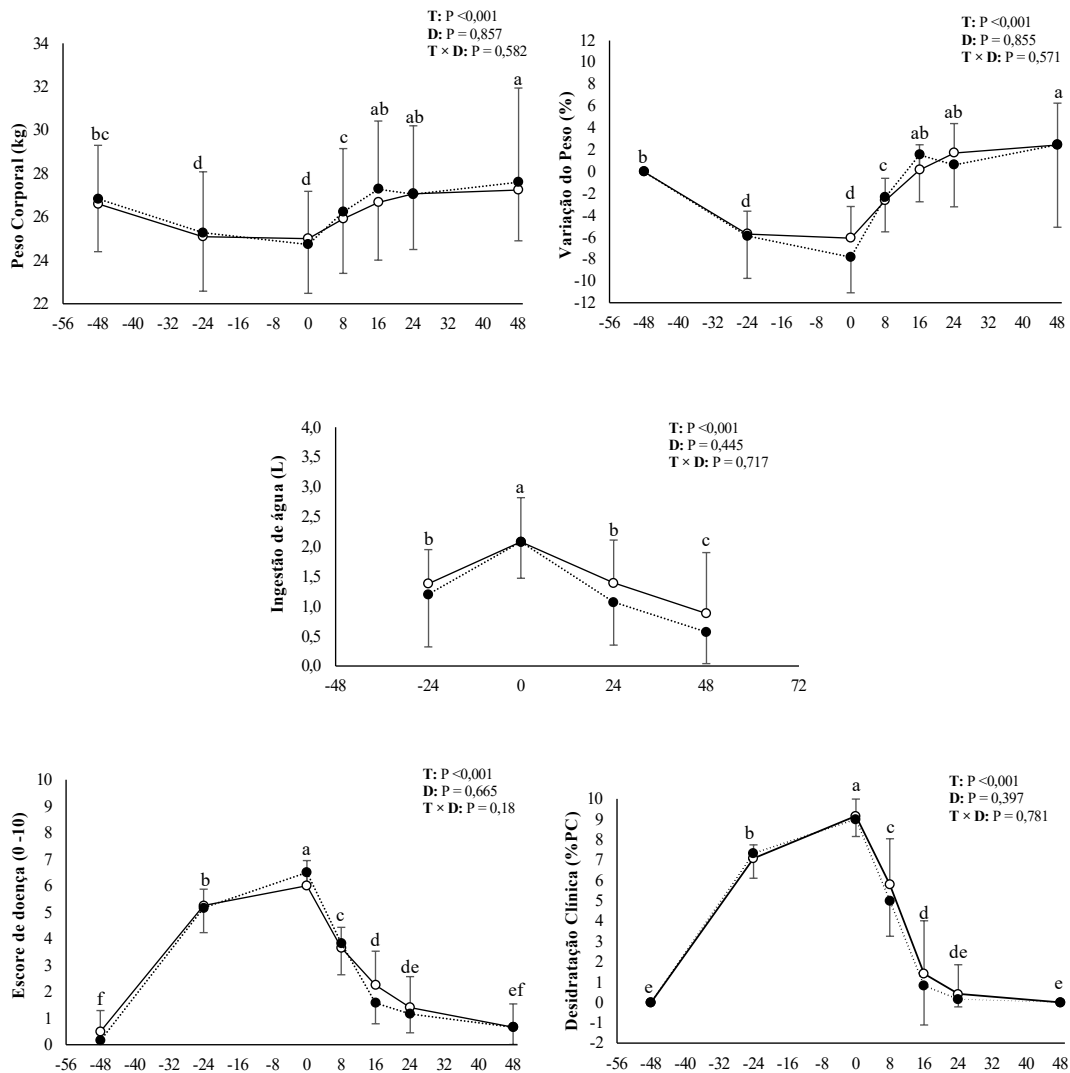 T: P <0,001
D: P = 0,857
T × D: P = 0,582
Peso Corporal (kg)
34
32
30
28
26
24
22
bc
d
d
c
ab
ab
a
-56 -48 -40 -32 -24 -16 -8 0 8 16 24 32 40 48
T: P <0,001
D: P = 0,855
T × D: P = 0,571
Variação do Peso (%)
12
10
8
6
4
2
0
-2
-4
-6
-8
-10
-12
b
d
d
c
ab
ab
a
-56 -48 -40 -32 -24 -16 -8 0 8 16 24 32 40 48
T: P <0,001
D: P = 0,445
T × D: P = 0,717
Ingestão de água (L)
4,0
3,5
3,0
2,5
2,0
1,5
1,0
0,5
0,0
b
a
b
c
-48 -24 0 24 48 72
T: P <0,001
D: P = 0,665
T × D: P = 0,18
Escore de doença (0 -10)
10
9
8
7
6
5
4
3
2
1
0
f
b
a
c
d
de
ef
-56 -48 -40 -32 -24 -16 -8 0 8 16 24 32 40 48
T: P <0,001
D: P = 0,397
T × D: P = 0,781
Desidratação Clínica (%PC)
10
9
8
7
6
5
4
3
2
1
0
-1
-2
e
b
a
c
d
de
e
-56 -48 -40 -32 -24 -16 -8 0 8 16 24 32 40 48